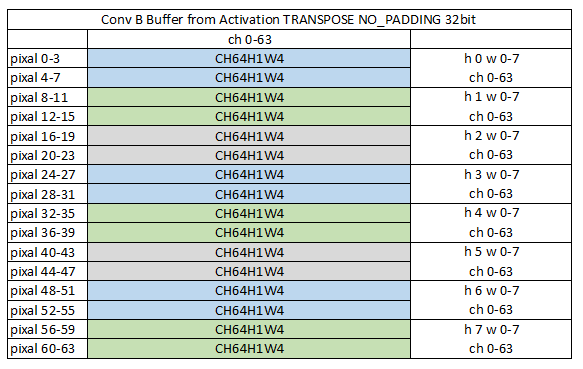 Conv B Buffer from Activation TRANSPOSE NO_PADDING 32bit
ch 0-63
pixal 0-3 CH64H1W4 h 0 w 0-7
pixal 4-7 CH64H1W4 ch 0-63
pixal 8-11 CH64H1W4 h 1 w 0-7
pixal 12-15 CH64H1W4 ch 0-63
pixal 16-19 CH64H1W4 h 2 w 0-7
pixal 20-23 CH64H1W4 ch 0-63
pixal 24-27 CH64H1W4 h 3 w 0-7
pixal 28-31 CH64H1W4 ch 0-63
pixal 32-35 CH64H1W4 h 4 w 0-7
pixal 36-39 CH64H1W4 ch 0-63
pixal 40-43 CH64H1W4 h 5 w 0-7
pixal 44-47 CH64H1W4 ch 0-63
pixal 48-51 CH64H1W4 h 6 w 0-7
pixal 52-55 CH64H1W4 ch 0-63
pixal 56-59 CH64H1W4 h 7 w 0-7
pixal 60-63 CH64H1W4 ch 0-63